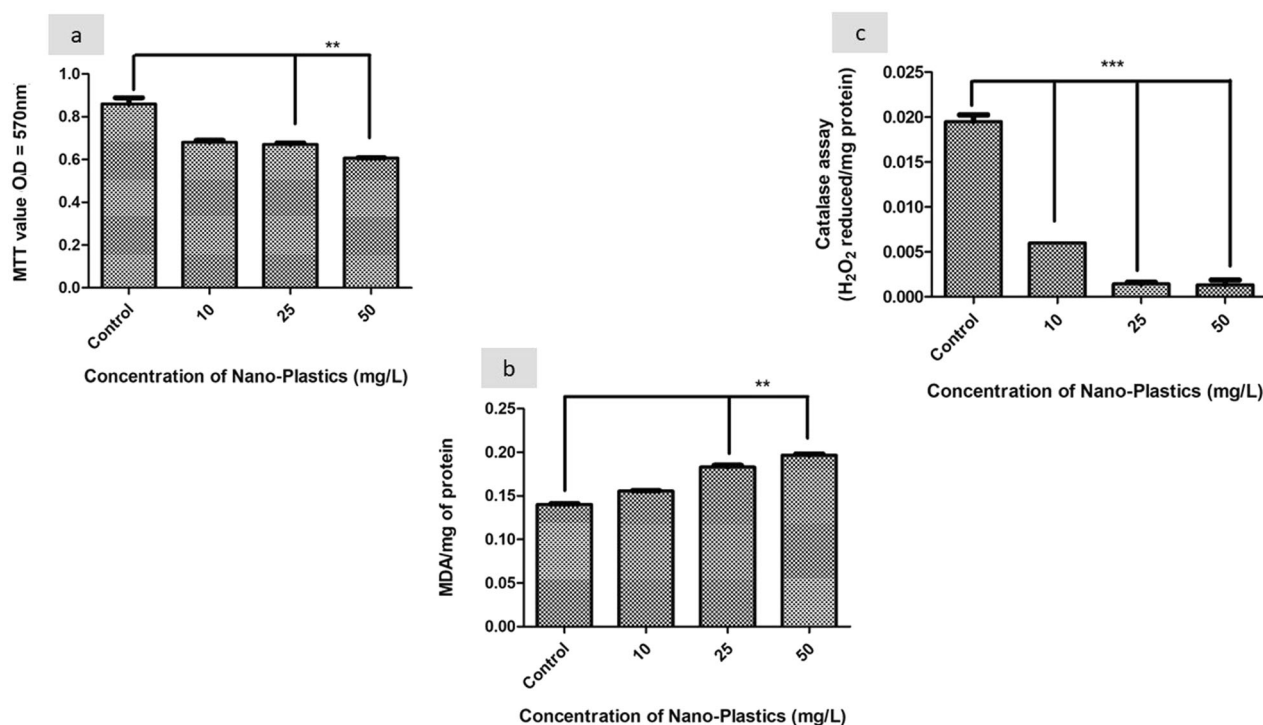 a
**
MTT value O.D = 570nm
1.0
0.8
0.6
0.4
0.2
0.0
Control
10
25
50
Concentration of Nano-Plastics (mg/L)
c
***
Catalase assay
(H₂O₂ reduced/mg protein)
0.025
0.020
0.015
0.010
0.005
0.000
Control
10
25
50
Concentration of Nano-Plastics (mg/L)
b
**
MDA/mg of protein
0.25
0.20
0.15
0.10
0.05
0.00
Control
10
25
50
Concentration of Nano-Plastics (mg/L)